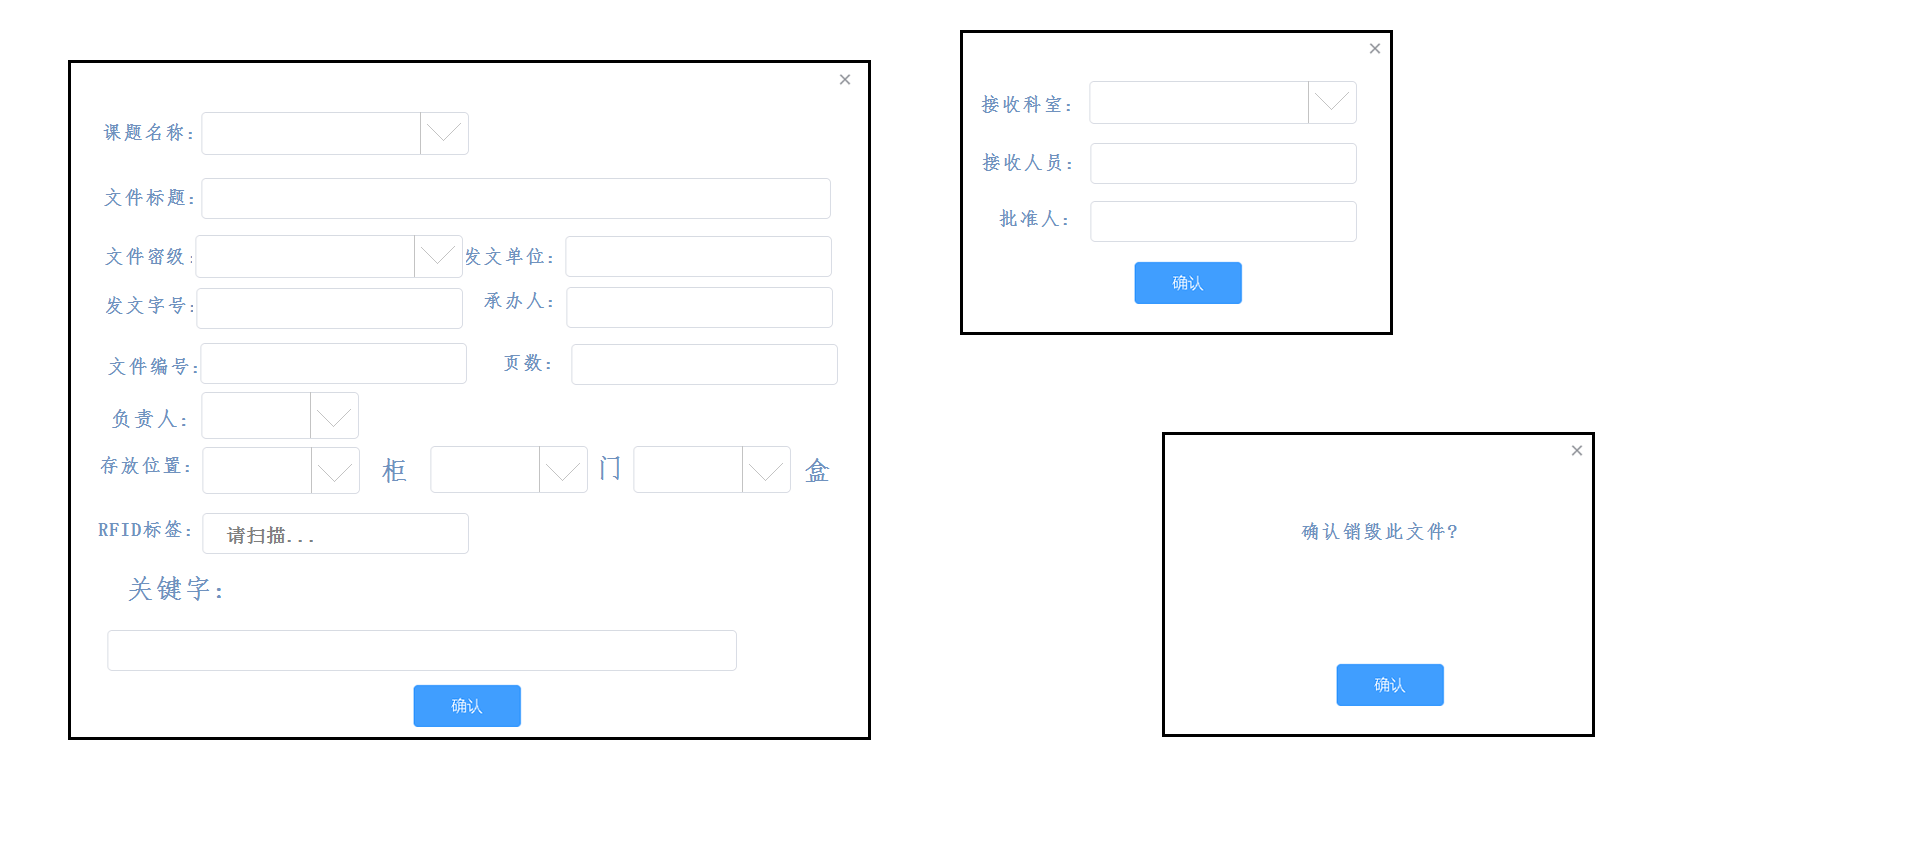 ×
课题名称:
文件标题:
文件密级: 发文单位:
发文字号: 承办人:
文件编号: 页数:
负责人:
存放位置: 柜 门 盒
RFID标签: 请扫描...
关键字:
确认
×
接收科室:
接收人员:
批准人:
确认
×
确认销毁此文件?
确认